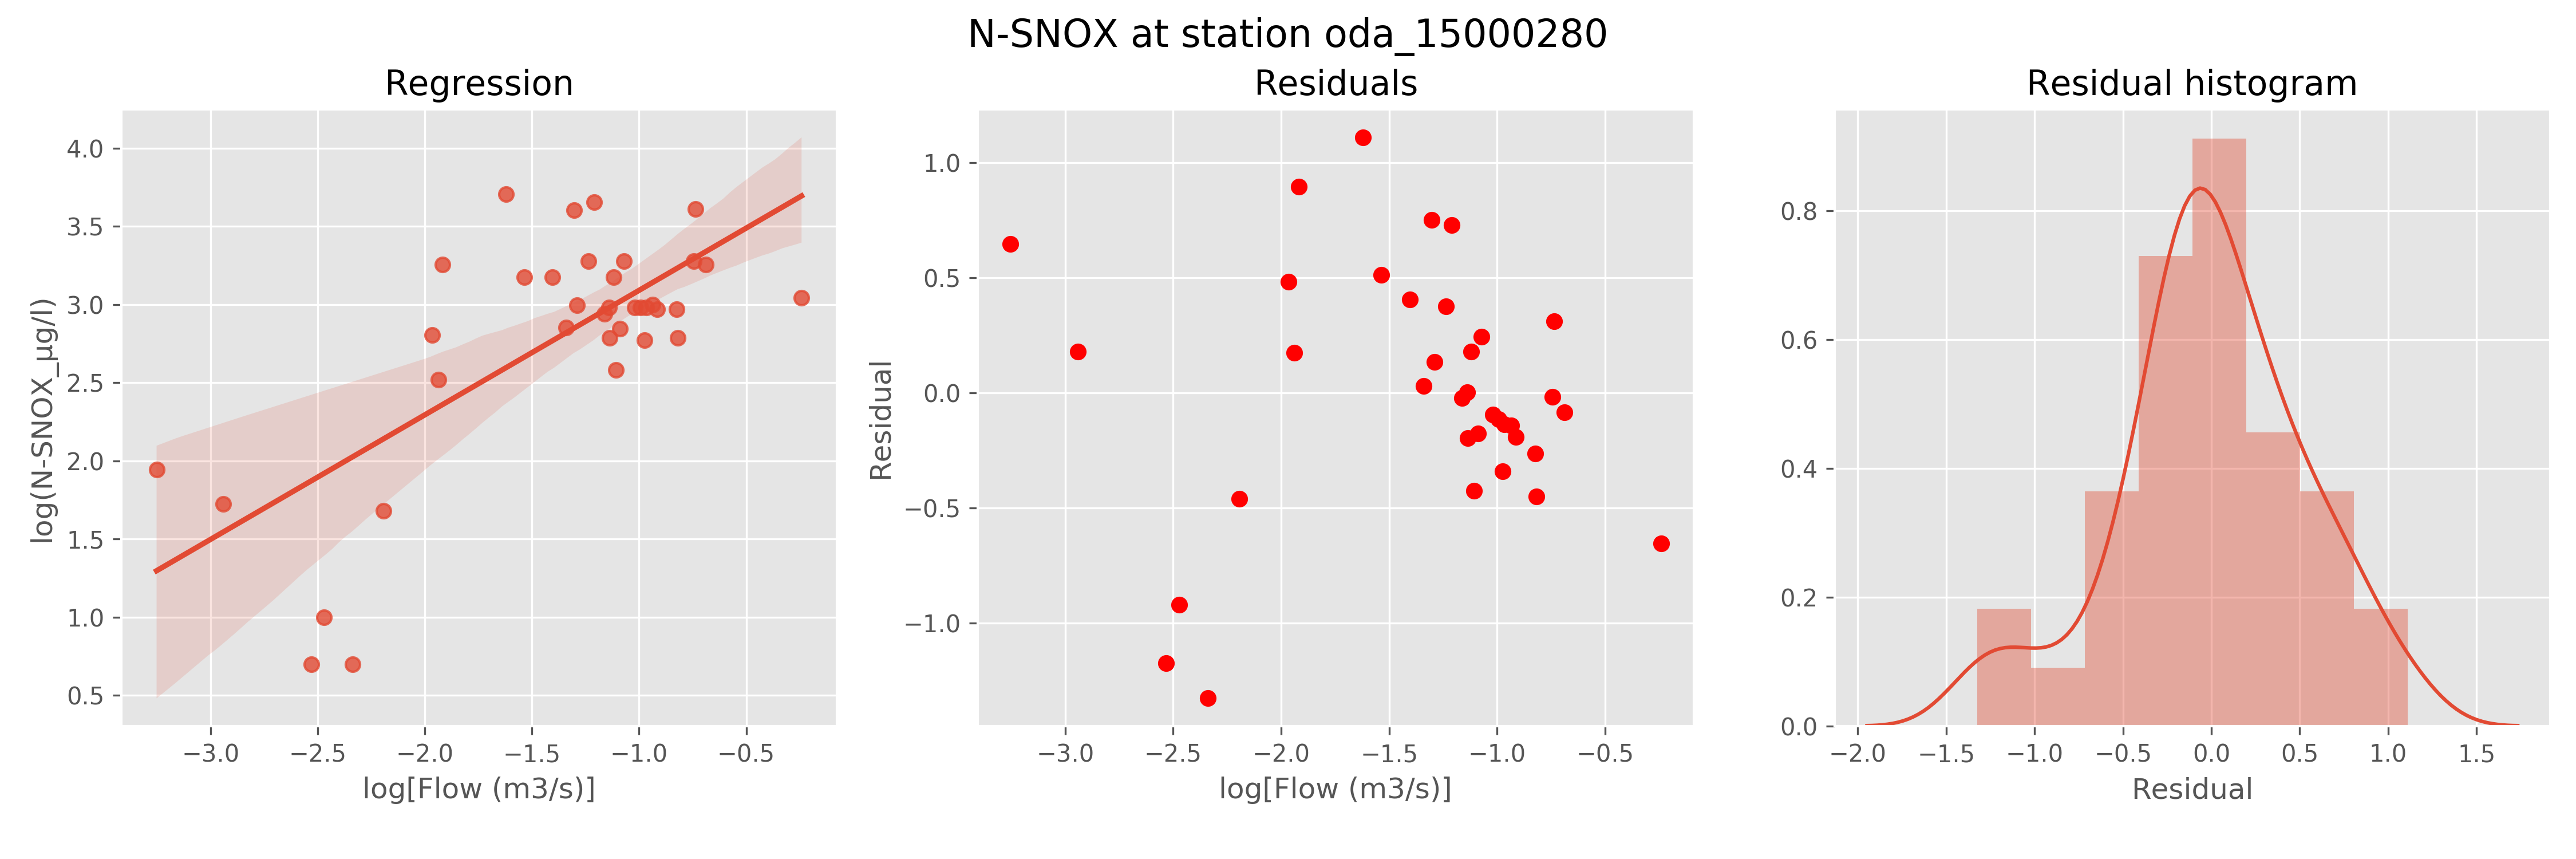 N-SNOX at station oda_15000280
Regression
Residuals
Residual histogram
4.0
3.5
3.0
2.5
2.0
1.5
1.0
0.5
log(N-SNOX_µg/l)
−3.0 −2.5 −2.0 −1.5 −1.0 −0.5
log[Flow (m3/s)]
1.0
0.5
0.0
−0.5
−1.0
Residual
−3.0 −2.5 −2.0 −1.5 −1.0 −0.5
log[Flow (m3/s)]
0.8
0.6
0.4
0.2
0.0
−2.0 −1.5 −1.0 −0.5 0.0 0.5 1.0 1.5
Residual